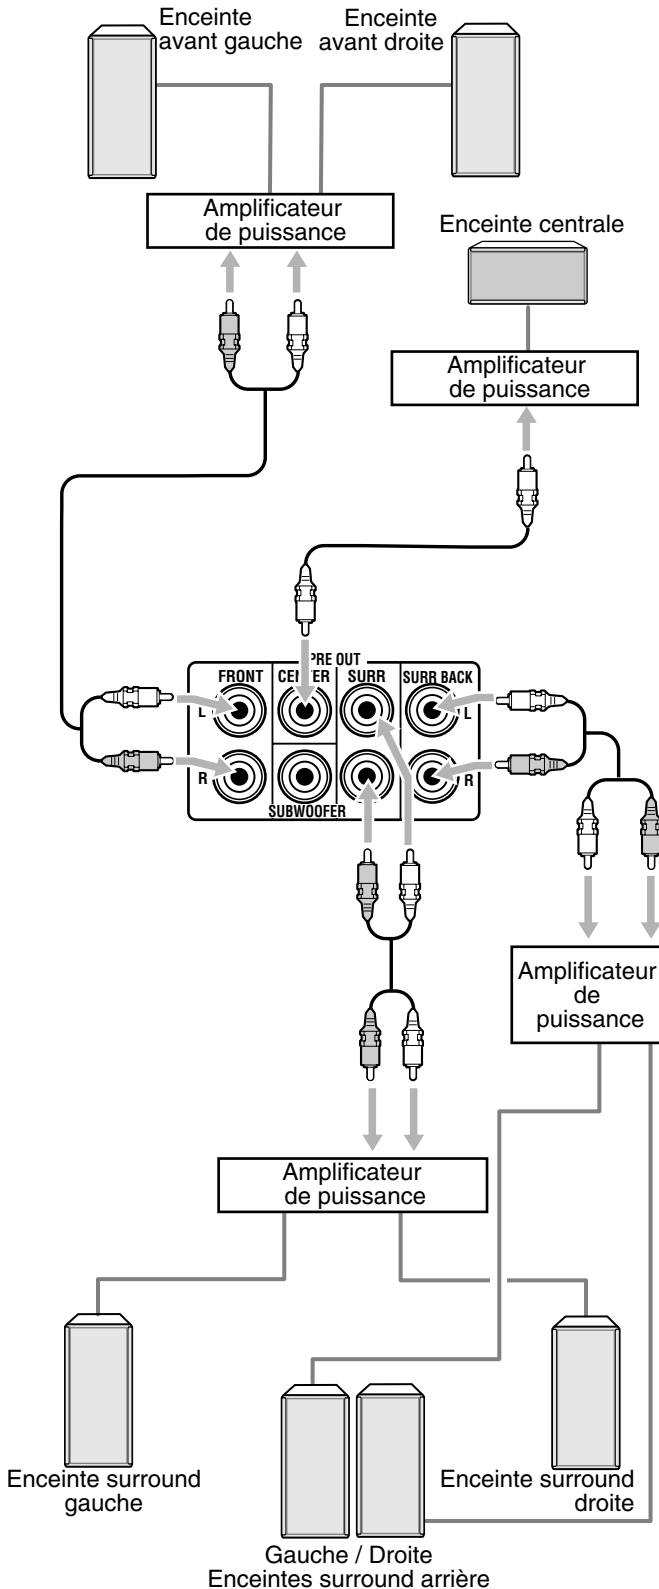 Enceinte
avant gauche
Enceinte
avant droite
Amplificateur
de puissance
Enceinte centrale
Amplificateur
de puissance
PRE OUT
FRONT CENTER SURR SURR BACK
L L
R R
SUBWOOFER
Amplificateur
de
puissance
Amplificateur
de puissance
Enceinte surround
gauche
Enceinte surround
droite
Gauche / Droite
Enceintes surround arrière